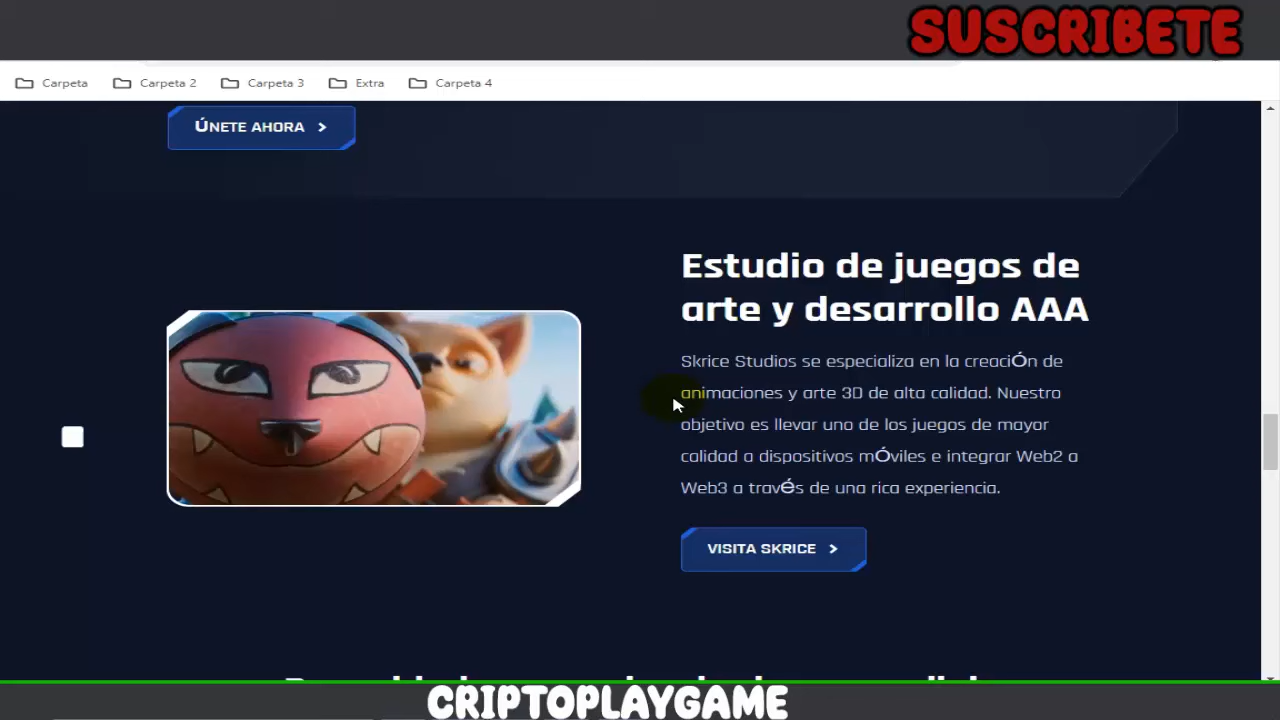 SUSCRIBETE
Carpeta
Carpeta 2
Carpeta 3
Extra
Carpeta 4
ÚNETE AHORA >
Estudio de juegos de
arte y desarrollo AAA
Skrice Studios se especializa en la creaciÓn de
animaciones y arte 3D de alta calidad. Nuestro
objetivo es llevar uno de los juegos de mayor
calidad a dispositivos mÓviles e integrar Web2 a
Web3 a travÉs de una rica experiencia.
VISITA SKRICE >
CRIPTOPLAYGAME